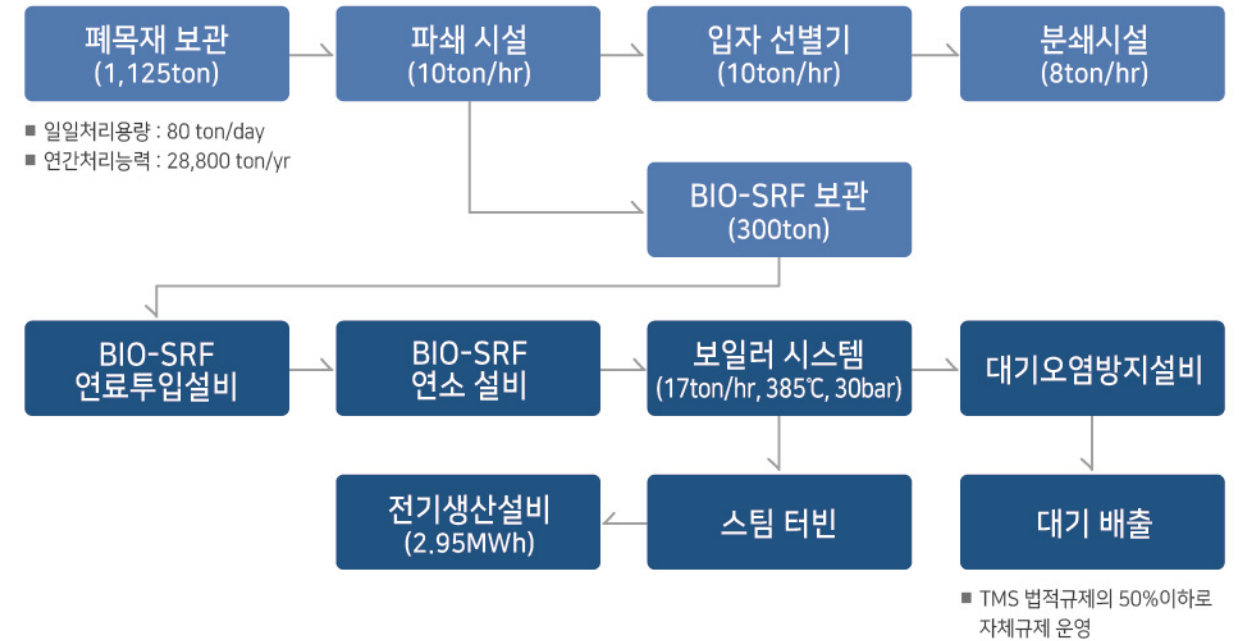 폐목재 보관
(1,125ton)
파쇄 시설
(10ton/hr)
입자 선별기
(10ton/hr)
분쇄시설
(8ton/hr)
■ 일일처리용량 : 80 ton/day
■ 연간처리능력 : 28,800 ton/yr
BIO-SRF 보관
(300ton)
BIO-SRF
연료투입설비
BIO-SRF
연소 설비
보일러 시스템
(17ton/hr, 385℃, 30bar)
대기오염방지설비
전기생산설비
(2.95MWh)
스팀 터빈
대기 배출
■ TMS 법적규제의 50%이하로
자체규제 운영